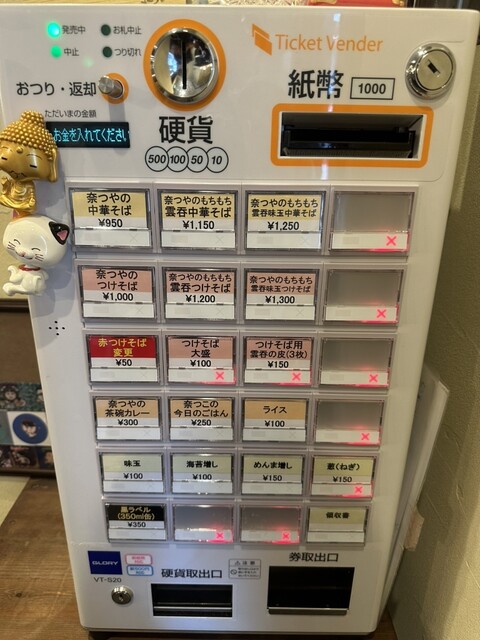 発売中
お札中止
中止
つり切れ
Ticket Vender
おつり・返却
ただいまの金額
お金を入れてください
硬貨
500 100 50 10
紙幣 1000
奈つやの
中華そば
¥950
奈つやのもちもち
雲呑中華そば
¥1,150
奈つやのもちもち
雲呑味玉中華そば
¥1,250
奈つやの
つけそば
¥1,000
奈つやのもちもち
雲呑つけそば
¥1,200
奈つやのもちもち
雲呑味玉つけそば
¥1,300
赤つけそば
変更
¥50
つけそば
大盛
¥100
つけそば用
雲呑の皮(3枚)
¥150
奈つやの
茶碗カレー
¥300
奈つこの
今日のごはん
¥250
ライス
¥100
味玉
¥150
海苔増し
¥100
めんま増し
¥150
葱(ねぎ)
¥150
黒ラベル
(350ml缶)
¥350
領収書
GLORY
VT-S20
硬貨取出口
券取出口